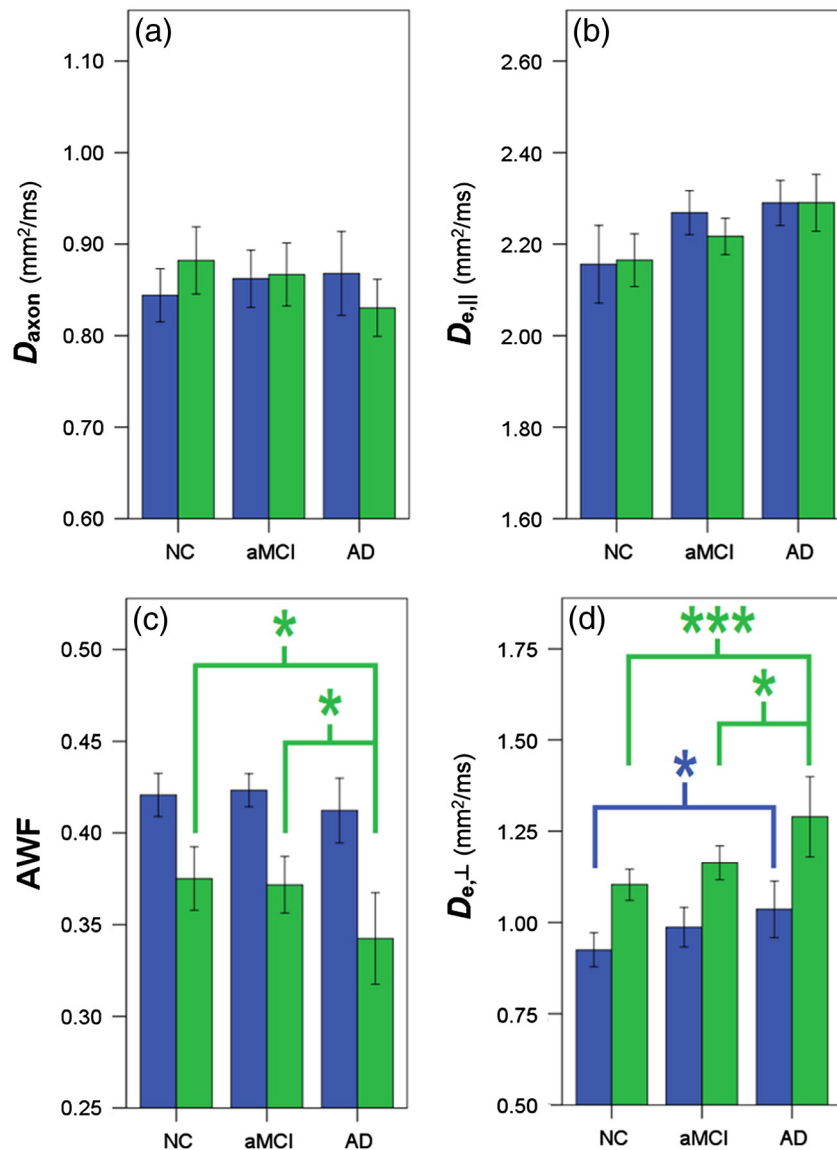 (a)
1.10
1.00
0.90
0.80
0.70
0.60
Daxon (mm²/ms)
NC aMCI AD
(b)
2.60
2.40
2.20
2.00
1.80
1.60
De,|| (mm²/ms)
NC aMCI AD
(c)
*
*
0.50
0.45
0.40
0.35
0.30
0.25
AWF
NC aMCI AD
(d)
***
*
*
1.75
1.50
1.25
1.00
0.75
0.50
De,⊥ (mm²/ms)
NC aMCI AD